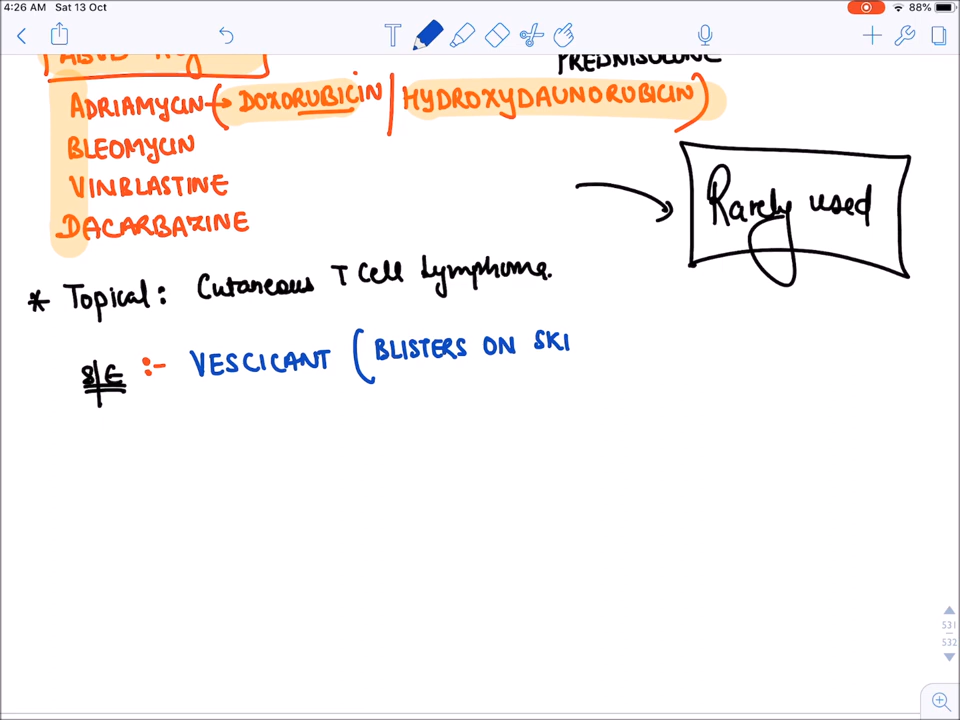 4:26 AM Sat 13 Oct
88%
T
PREDNISOLONE
ADRIAMYCIN → ( DOXORUBICIN | HYDROXYDAUNORUBICIN )
BLEOMYCIN
VINBLASTINE
DACARBAZINE
Rarely used
* Topical : Cutaneous T Cell Lymphoma.
S/E :- VESCICANT ( BLISTERS ON SKI
531
532